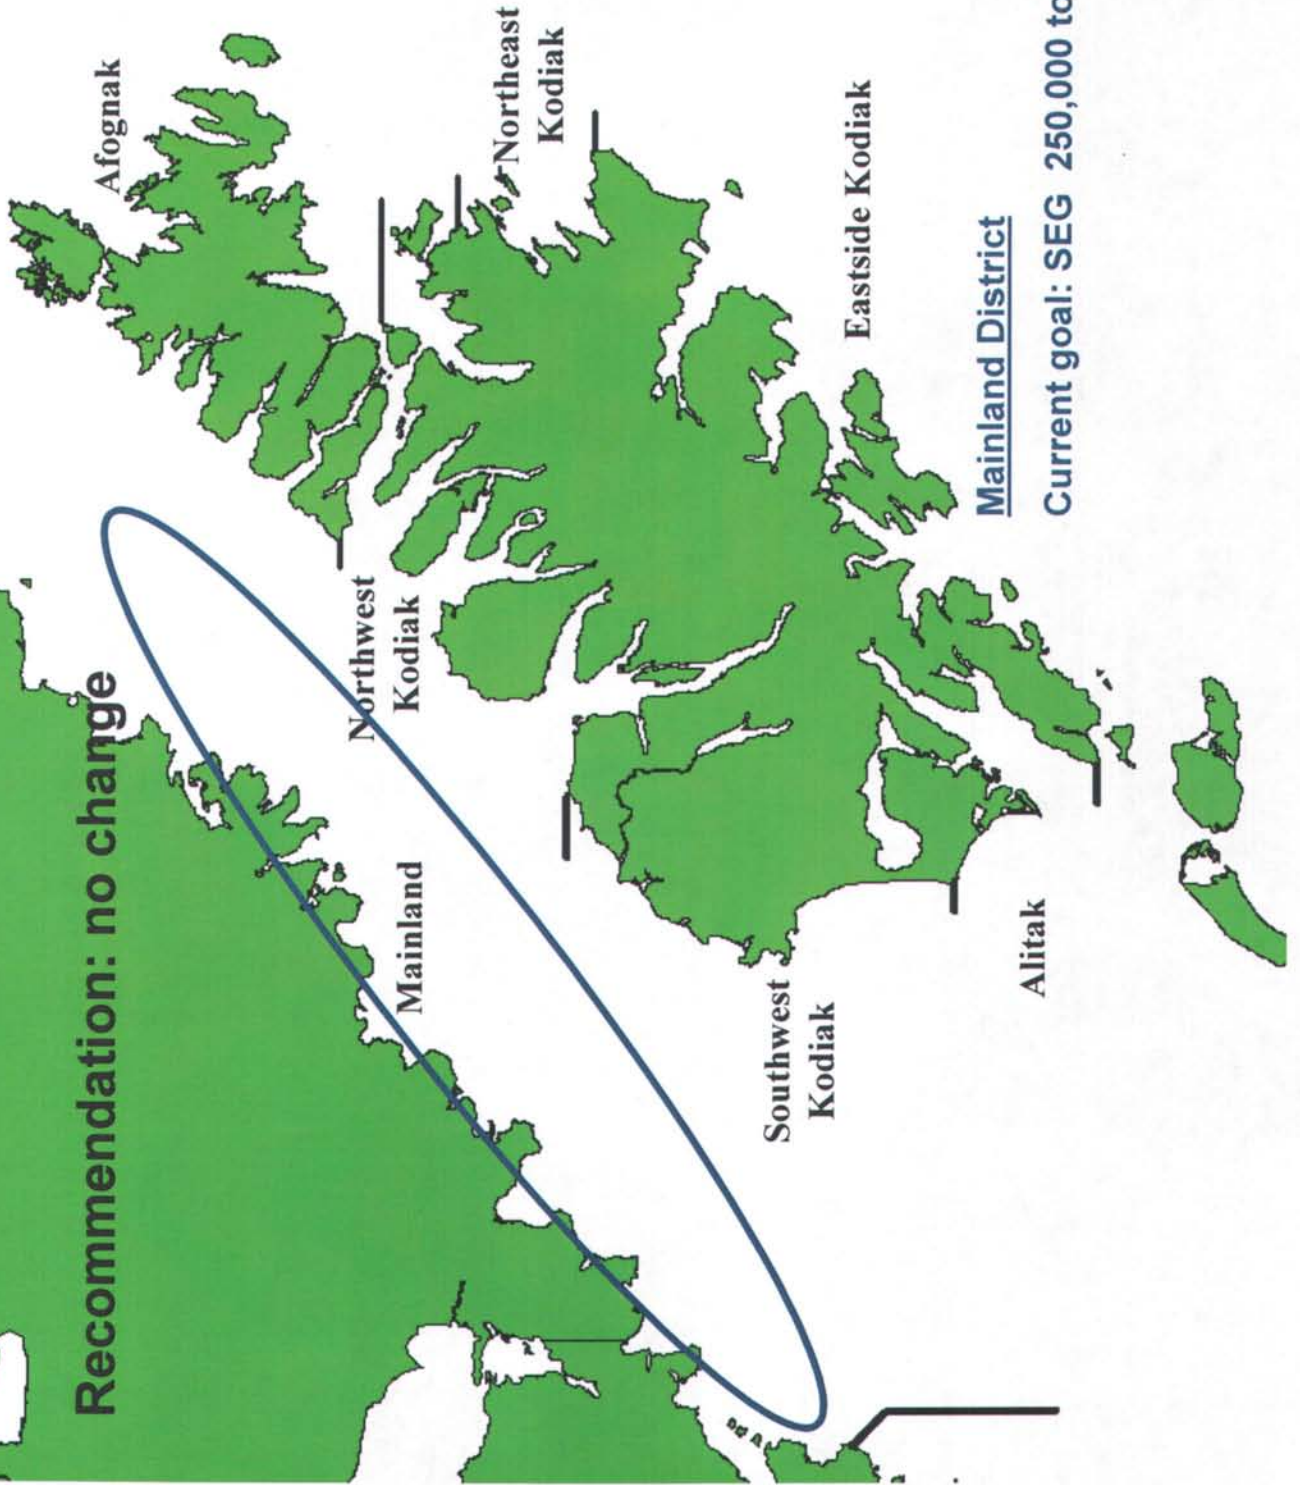 Recommendation: no change
Afognak
Northwest
Kodiak
Northeast
Kodiak
Mainland
Southwest
Kodiak
Eastside Kodiak
Alitak
Mainland District
Current goal: SEG 250,000 to